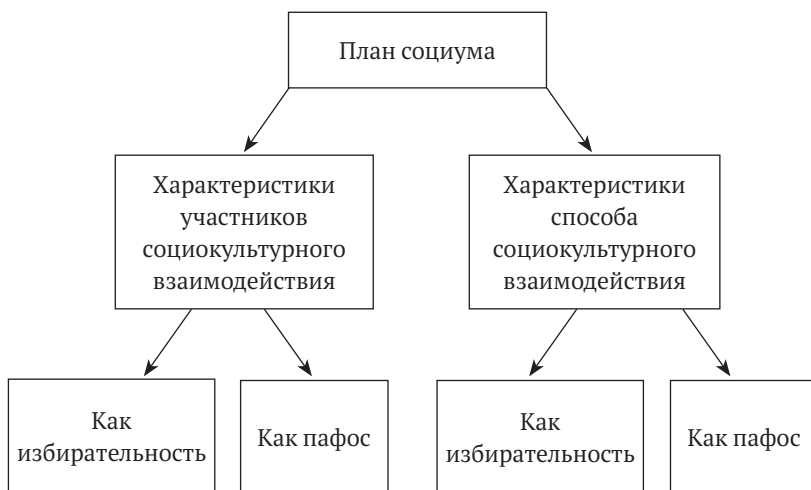 План социума
Характеристики
участников
социокультурного
взаимодействия
Характеристики
способа
социокультурного
взаимодействия
Как
избирательность
Как пафос
Как
избирательность
Как пафос